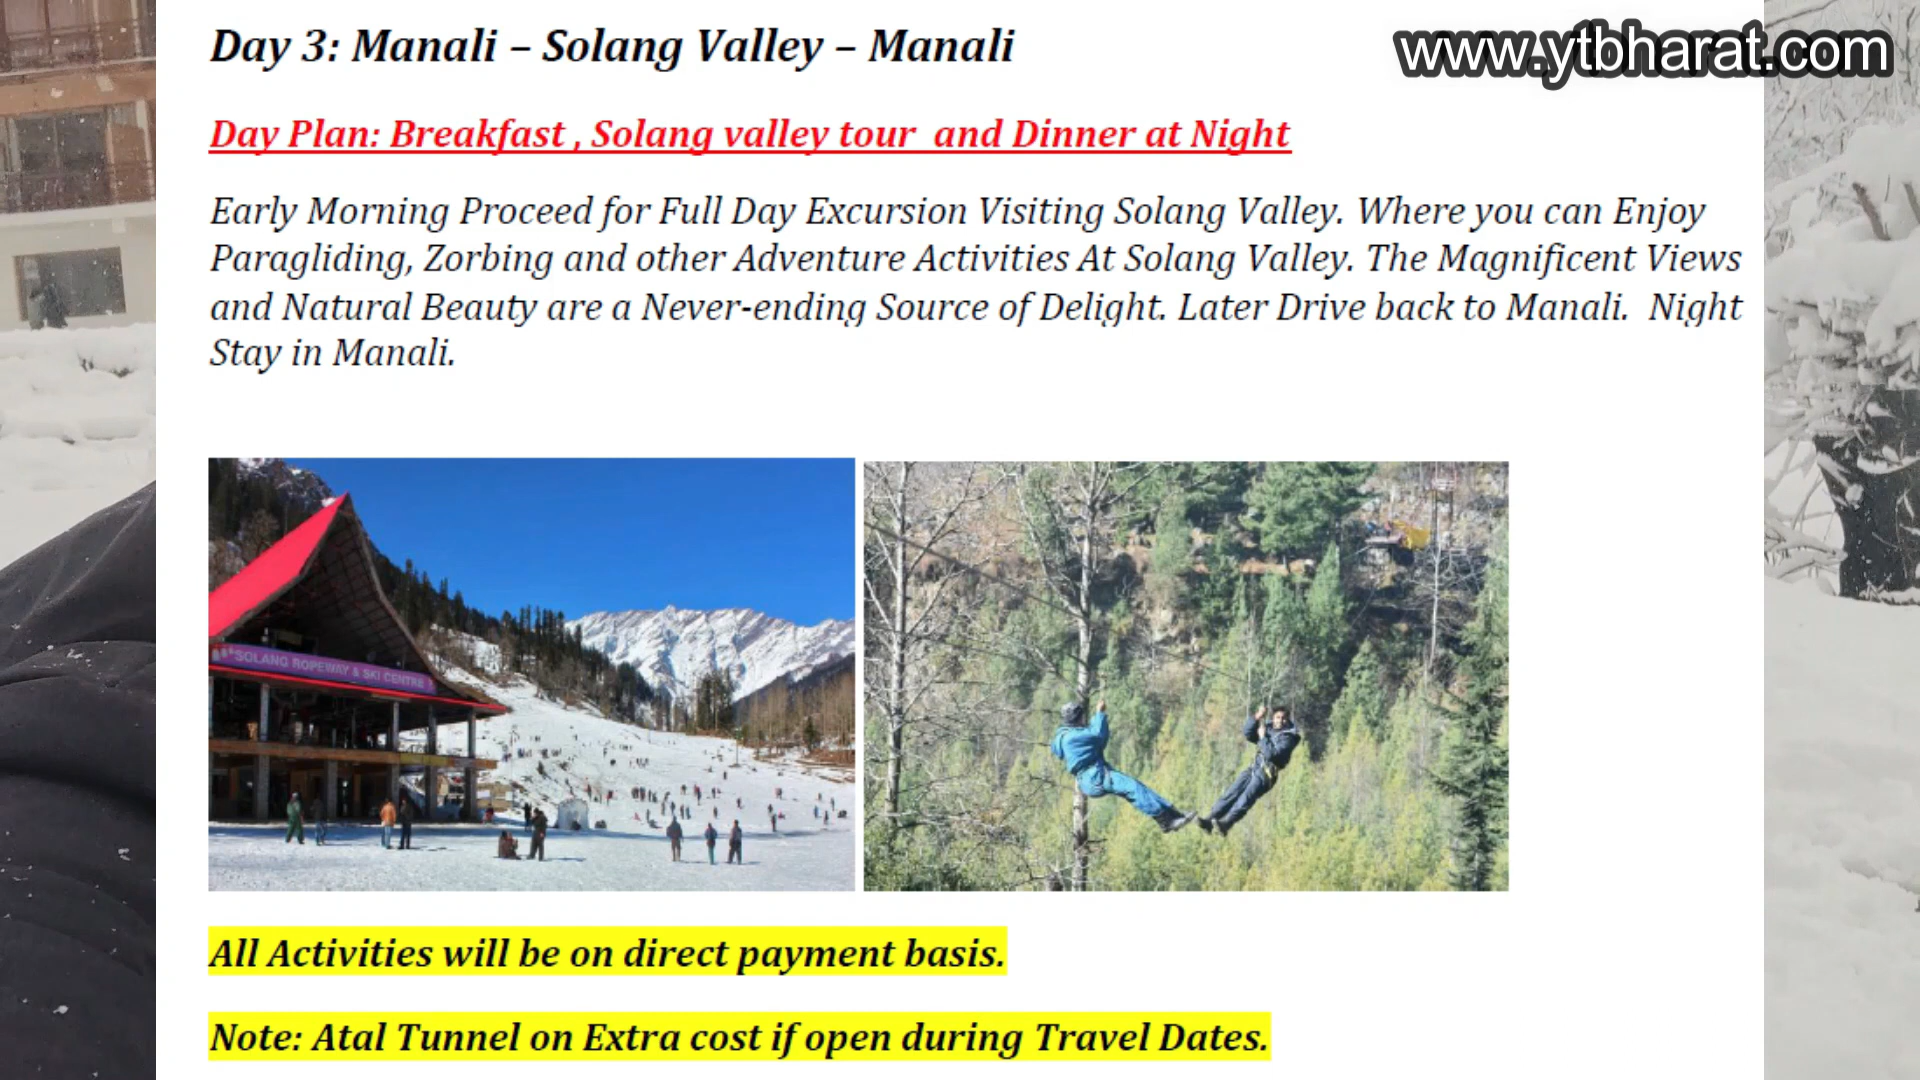 Day 3: Manali – Solang Valley – Manali
www.ytbharat.com
Day Plan: Breakfast , Solang valley tour  and Dinner at Night
Early Morning Proceed for Full Day Excursion Visiting Solang Valley. Where you can Enjoy
Paragliding, Zorbing and other Adventure Activities At Solang Valley. The Magnificent Views
and Natural Beauty are a Never-ending Source of Delight. Later Drive back to Manali.  Night
Stay in Manali.
SOLANG ROPEWAY & SKI CENTRE
All Activities will be on direct payment basis.
Note: Atal Tunnel on Extra cost if open during Travel Dates.